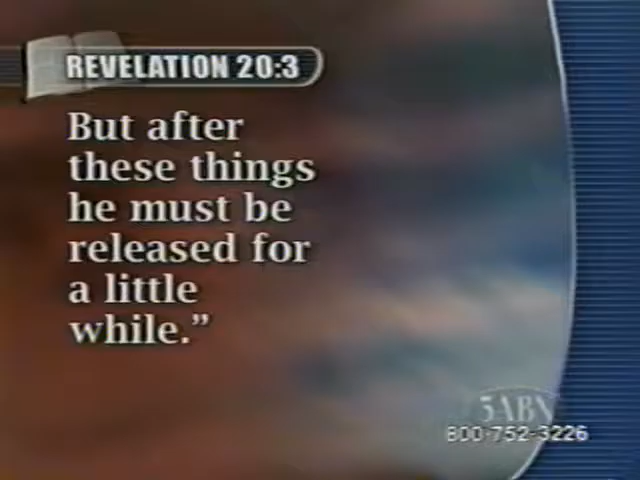 REVELATION 20:3
But after
these things
he must be
released for
a little
while.”
3ABN
800-752-3226